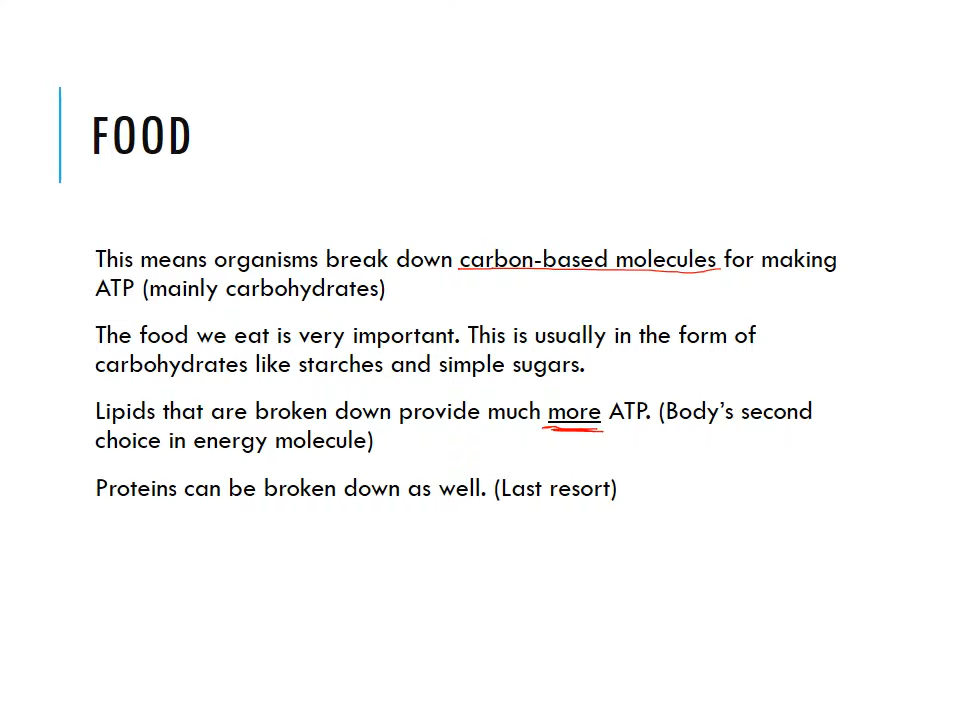 FOOD
This means organisms break down carbon-based molecules for making
ATP (mainly carbohydrates)
The food we eat is very important. This is usually in the form of
carbohydrates like starches and simple sugars.
Lipids that are broken down provide much more ATP. (Body’s second
choice in energy molecule)
Proteins can be broken down as well. (Last resort)